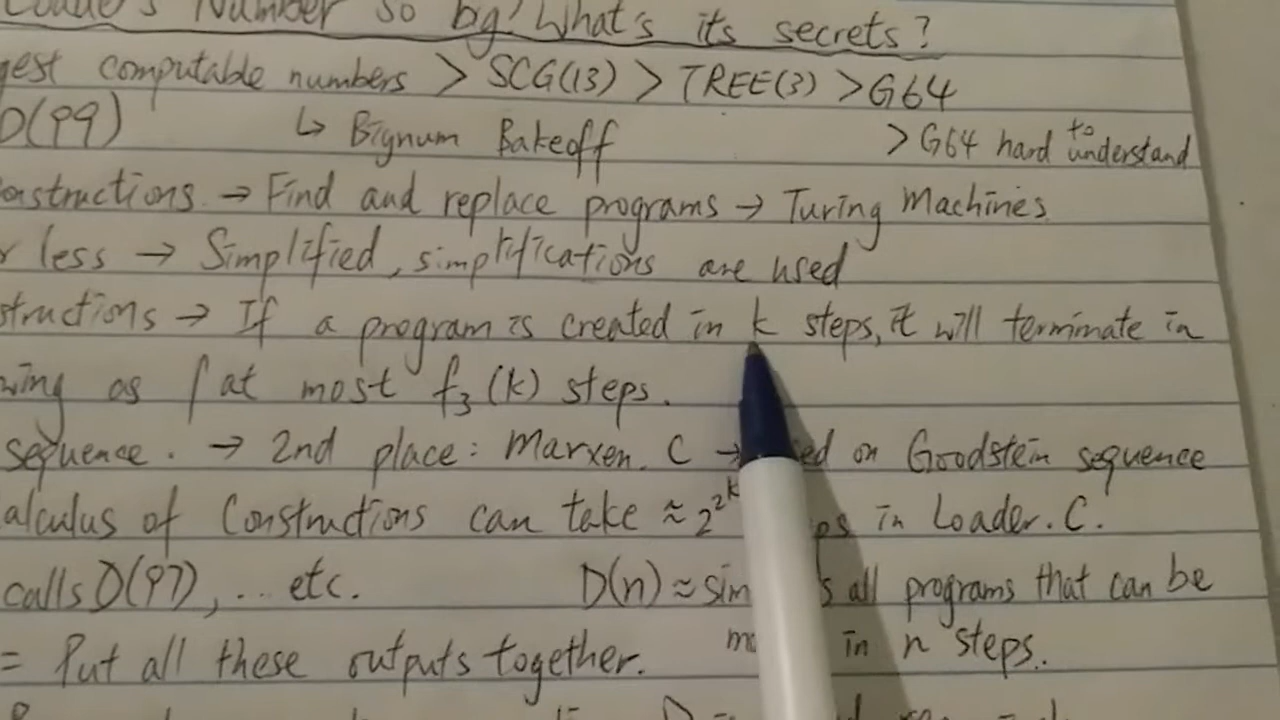 Number so big! What's its secrets?
gest computable numbers > SCG(13) > TREE(3) > G64
D(99) ↳ Bignum Bakeoff > G64 hard to understand
onstructions → Find and replace programs → Turing Machines
r less → Simplified, simplifications are used
structions → If a program is created in k steps, it will terminate in
wing as at most f₃(k) steps.
sequence. → 2nd place: Marxen. C → ed on Goodstein sequence
alculus of Constructions can take ≈ 2^2^k ps in Loader. C.
calls D(97), ... etc. D(n) ≈ sim s all programs that can be
= Put all these outputs together. in n steps..